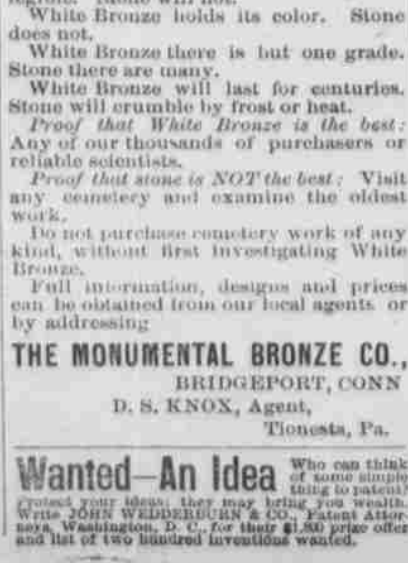 White Bronze holds its color. Stone
does not.
White Bronze there is but one grade.
Stone there are many.
White Bronze will last for centuries.
Stone will crumble by frost or heat.
Proof that White Bronze is the best:
Any of our thousands of purchasers or
reliable scientists.
Proof that stone is NOT the best: Visit
any cemetery and examine the oldest
work.
Do not purchase cemetery work of any
kind, without first investigating White
Bronze.
Full information, designs and prices
can be obtained from our local agents or
by addressing
THE MONUMENTAL BRONZE CO.,
BRIDGEPORT, CONN
D. S. KNOX, Agent,
Tionesta, Pa.
Wanted—An Idea
Who can think
of some simple
thing to patent?
Protect your ideas; they may bring you wealth.
Write JOHN WEDDERBURN & CO., Patent Attor-
neys, Washington, D. C., for their $1,800 prize offer
and list of two hundred inventions wanted.